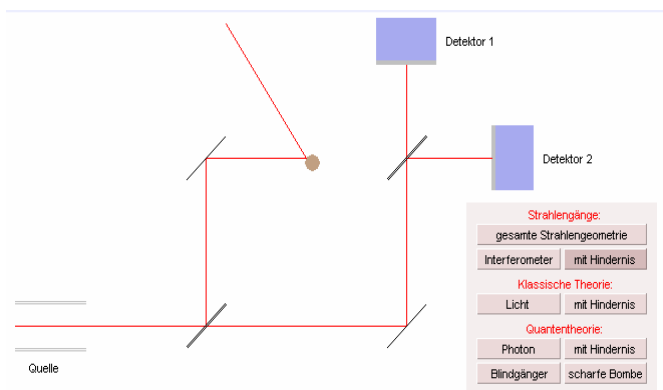 Detektor 1
Detektor 2
Strahlengänge:
gesamte Strahlengeometrie
Interferometer mit Hindernis
Klassische Theorie:
Licht mit Hindernis
Quantentheorie:
Photon mit Hindernis
Blindgänger scharfe Bombe
Quelle